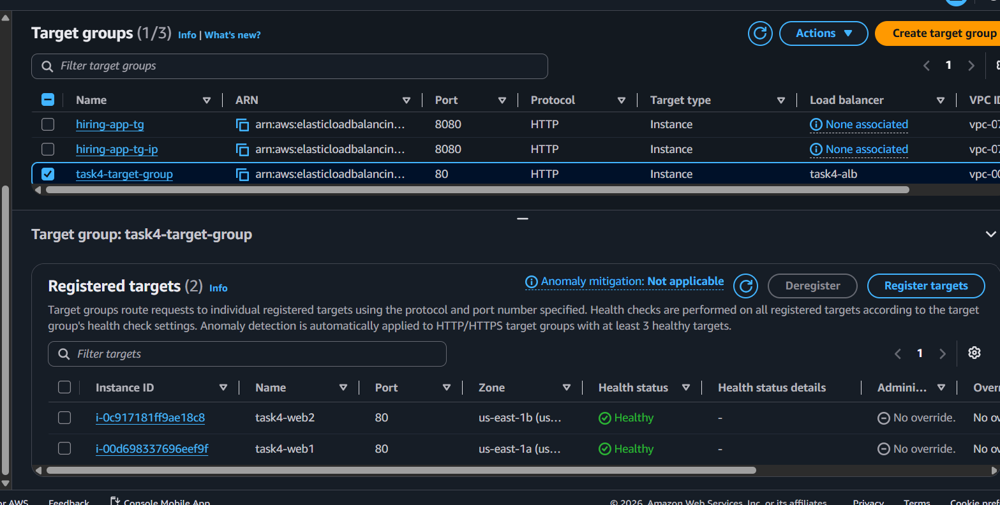 Target groups (1/3) Info | What's new? Actions Create target group
Filter target groups 1
Name ARN Port Protocol Target type Load balancer VPC ID
hiring-app-tg arn:aws:elasticloadbalancin... 8080 HTTP Instance None associated vpc-07
hiring-app-tg-ip arn:aws:elasticloadbalancin... 8080 HTTP Instance None associated vpc-07
task4-target-group arn:aws:elasticloadbalancin... 80 HTTP Instance task4-alb vpc-00
Target group: task4-target-group
Registered targets (2) Info Anomaly mitigation: Not applicable Deregister Register targets
Target groups route requests to individual registered targets using the protocol and port number specified. Health checks are performed on all registered targets according to the target
group's health check settings. Anomaly detection is automatically applied to HTTP/HTTPS target groups with at least 3 healthy targets.
Filter targets 1
Instance ID Name Port Zone Health status Health status details Admini... Over
i-0c917181ff9ae18c8 task4-web2 80 us-east-1b (us... Healthy - No override. No ov
i-00d698337696eef9f task4-web1 80 us-east-1a (us... Healthy - No override. No ov
or AWS Feedback Console Mobile App © 2026, Amazon Web Services, Inc. or its affiliates. Privacy Terms Cookie pref